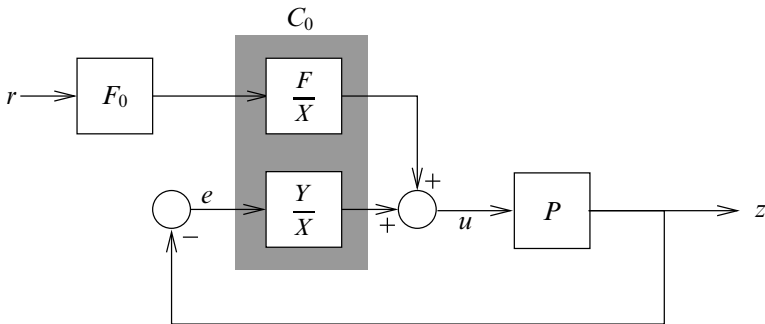 C₀
r F₀ F/X
+
e Y/X + u P z
−